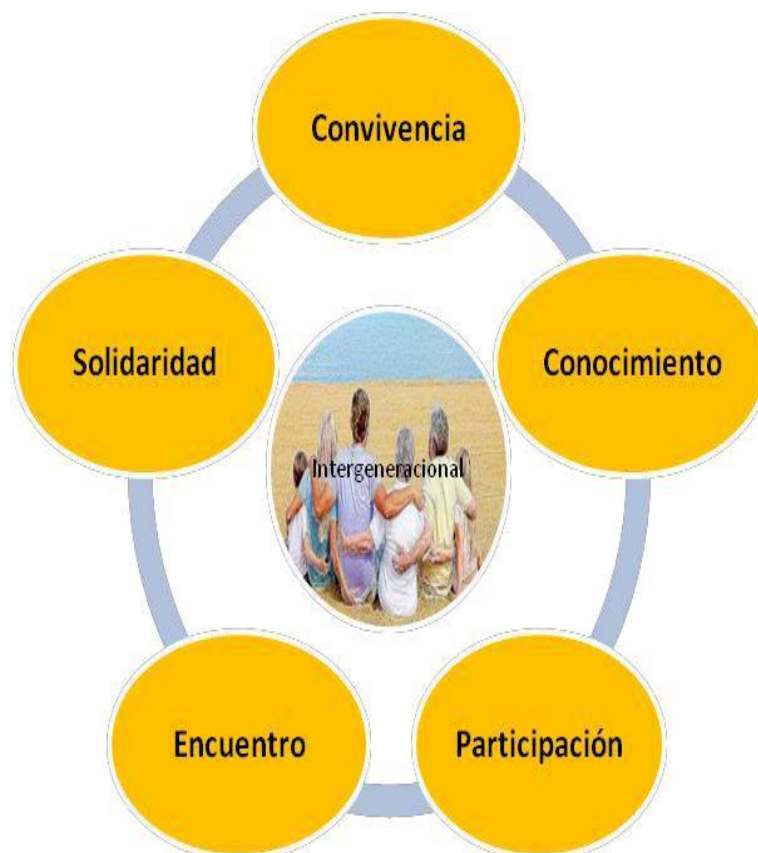 Convivencia
Solidaridad
Conocimiento
Intergeneracional
Encuentro
Participación